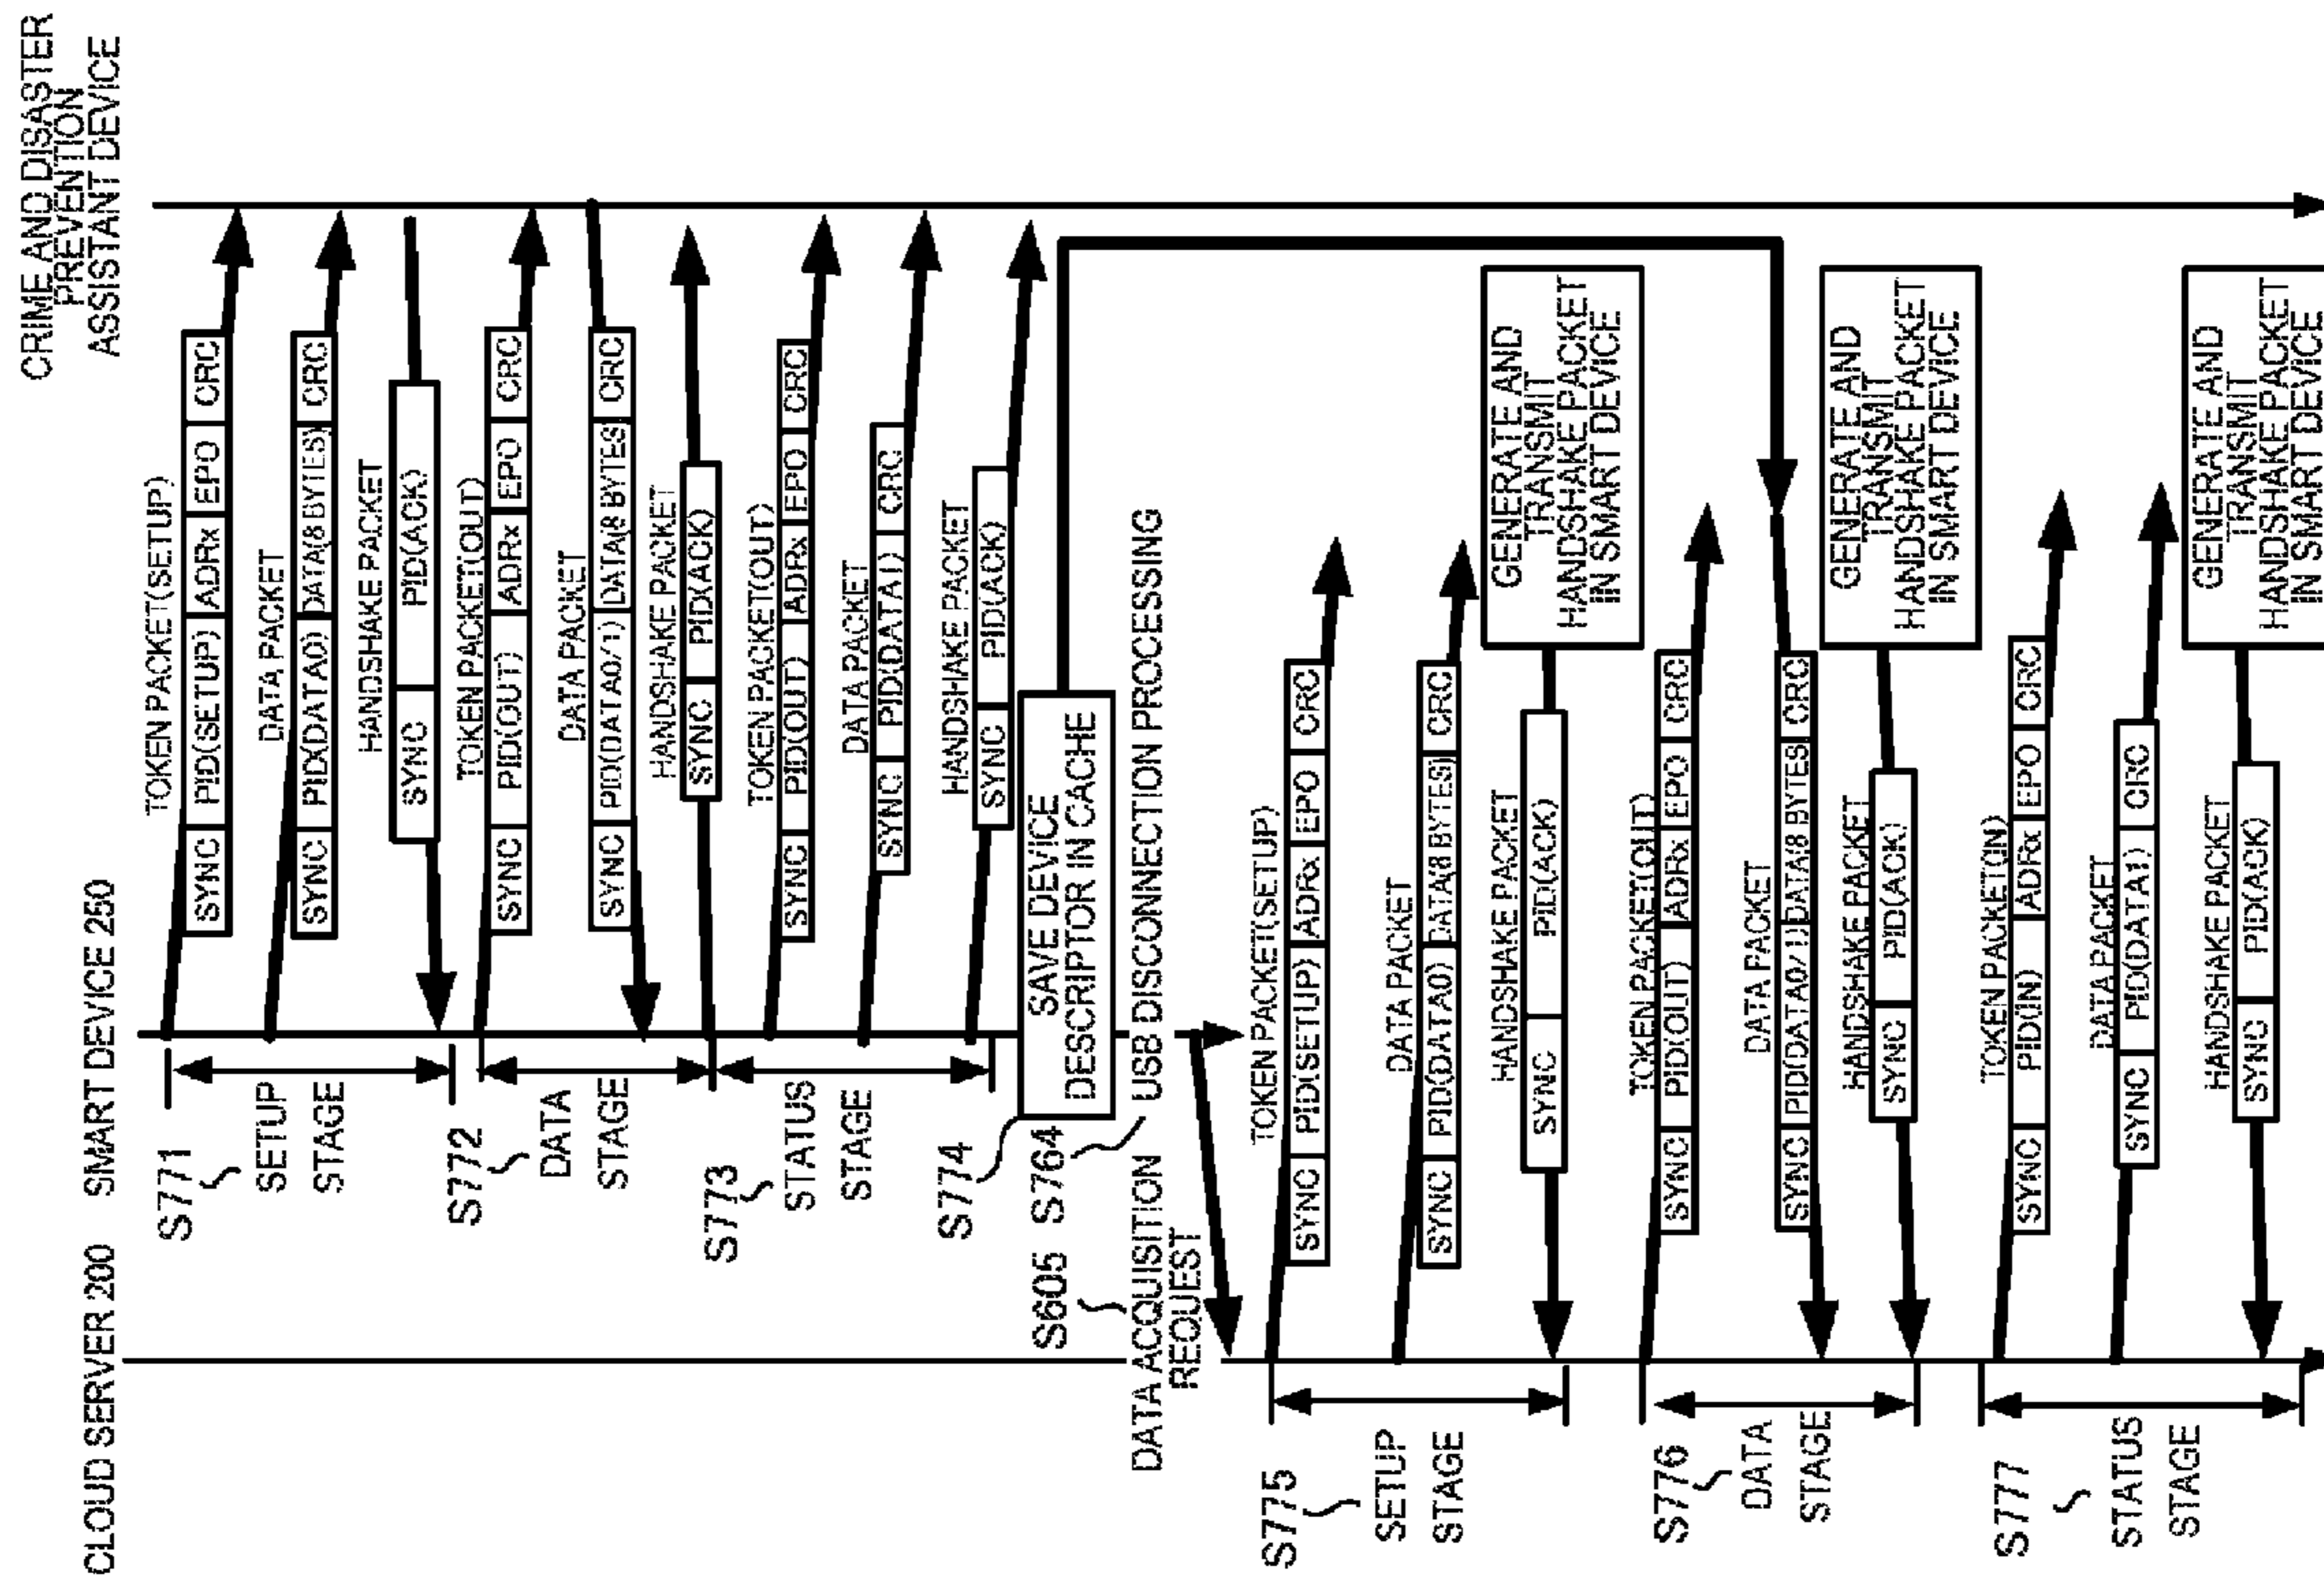 CLOUD SERVER 200
SMART DEVICE 250
CRIME AND DISASTER
PREVENTION
ASSISTANT DEVICE
S771
SETUP
STAGE
TOKEN PACKET(SETUP)
SYNC PID(SETUP) ADRx EPO CRC
DATA PACKET
SYNC PID(DATA0) DATA(8 BYTES) CRC
HANDSHAKE PACKET
SYNC PID(ACK)
S772
DATA
STAGE
TOKEN PACKET(OUT)
SYNC PID(OUT) ADRx EPO CRC
DATA PACKET
SYNC PID(DATA0/1) DATA(8 BYTES CRC
HANDSHAKE PACKET
SYNC PID(ACK)
S773
STATUS
STAGE
TOKEN PACKET(OUT)
SYNC PID(OUT) ADRx EPO CRC
DATA PACKET
SYNC PID(DATA1) CRC
HANDSHAKE PACKET
SYNC PID(ACK)
S774
SAVE DEVICE
DESCRIPTOR IN CACHE
S764
USB DISCONNECTION PROCESSING
S605
DATA ACQUISITION
REQUEST
S775
SETUP
STAGE
TOKEN PACKET(SETUP)
SYNC PID(SETUP) ADRx EPO CRC
DATA PACKET
SYNC PID(DATA0) DATA(8 BYTES) CRC
HANDSHAKE PACKET
SYNC PID(ACK)
GENERATE AND
TRANSMIT
HANDSHAKE PACKET
IN SMART DEVICE
S776
DATA
STAGE
TOKEN PACKET(OUT)
SYNC PID(OUT) ADRx EPO CRC
DATA PACKET
SYNC PID(DATA0/1) DATA(8 BYTES CRC
HANDSHAKE PACKET
SYNC PID(ACK)
GENERATE AND
TRANSMIT
HANDSHAKE PACKET
IN SMART DEVICE
S777
STATUS
STAGE
TOKEN PACKET(IN)
SYNC PID(IN) ADRx EPO CRC
DATA PACKET
SYNC PID(DATA1) CRC
HANDSHAKE PACKET
SYNC PID(ACK)
GENERATE AND
TRANSMIT
HANDSHAKE PACKET
IN SMART DEVICE